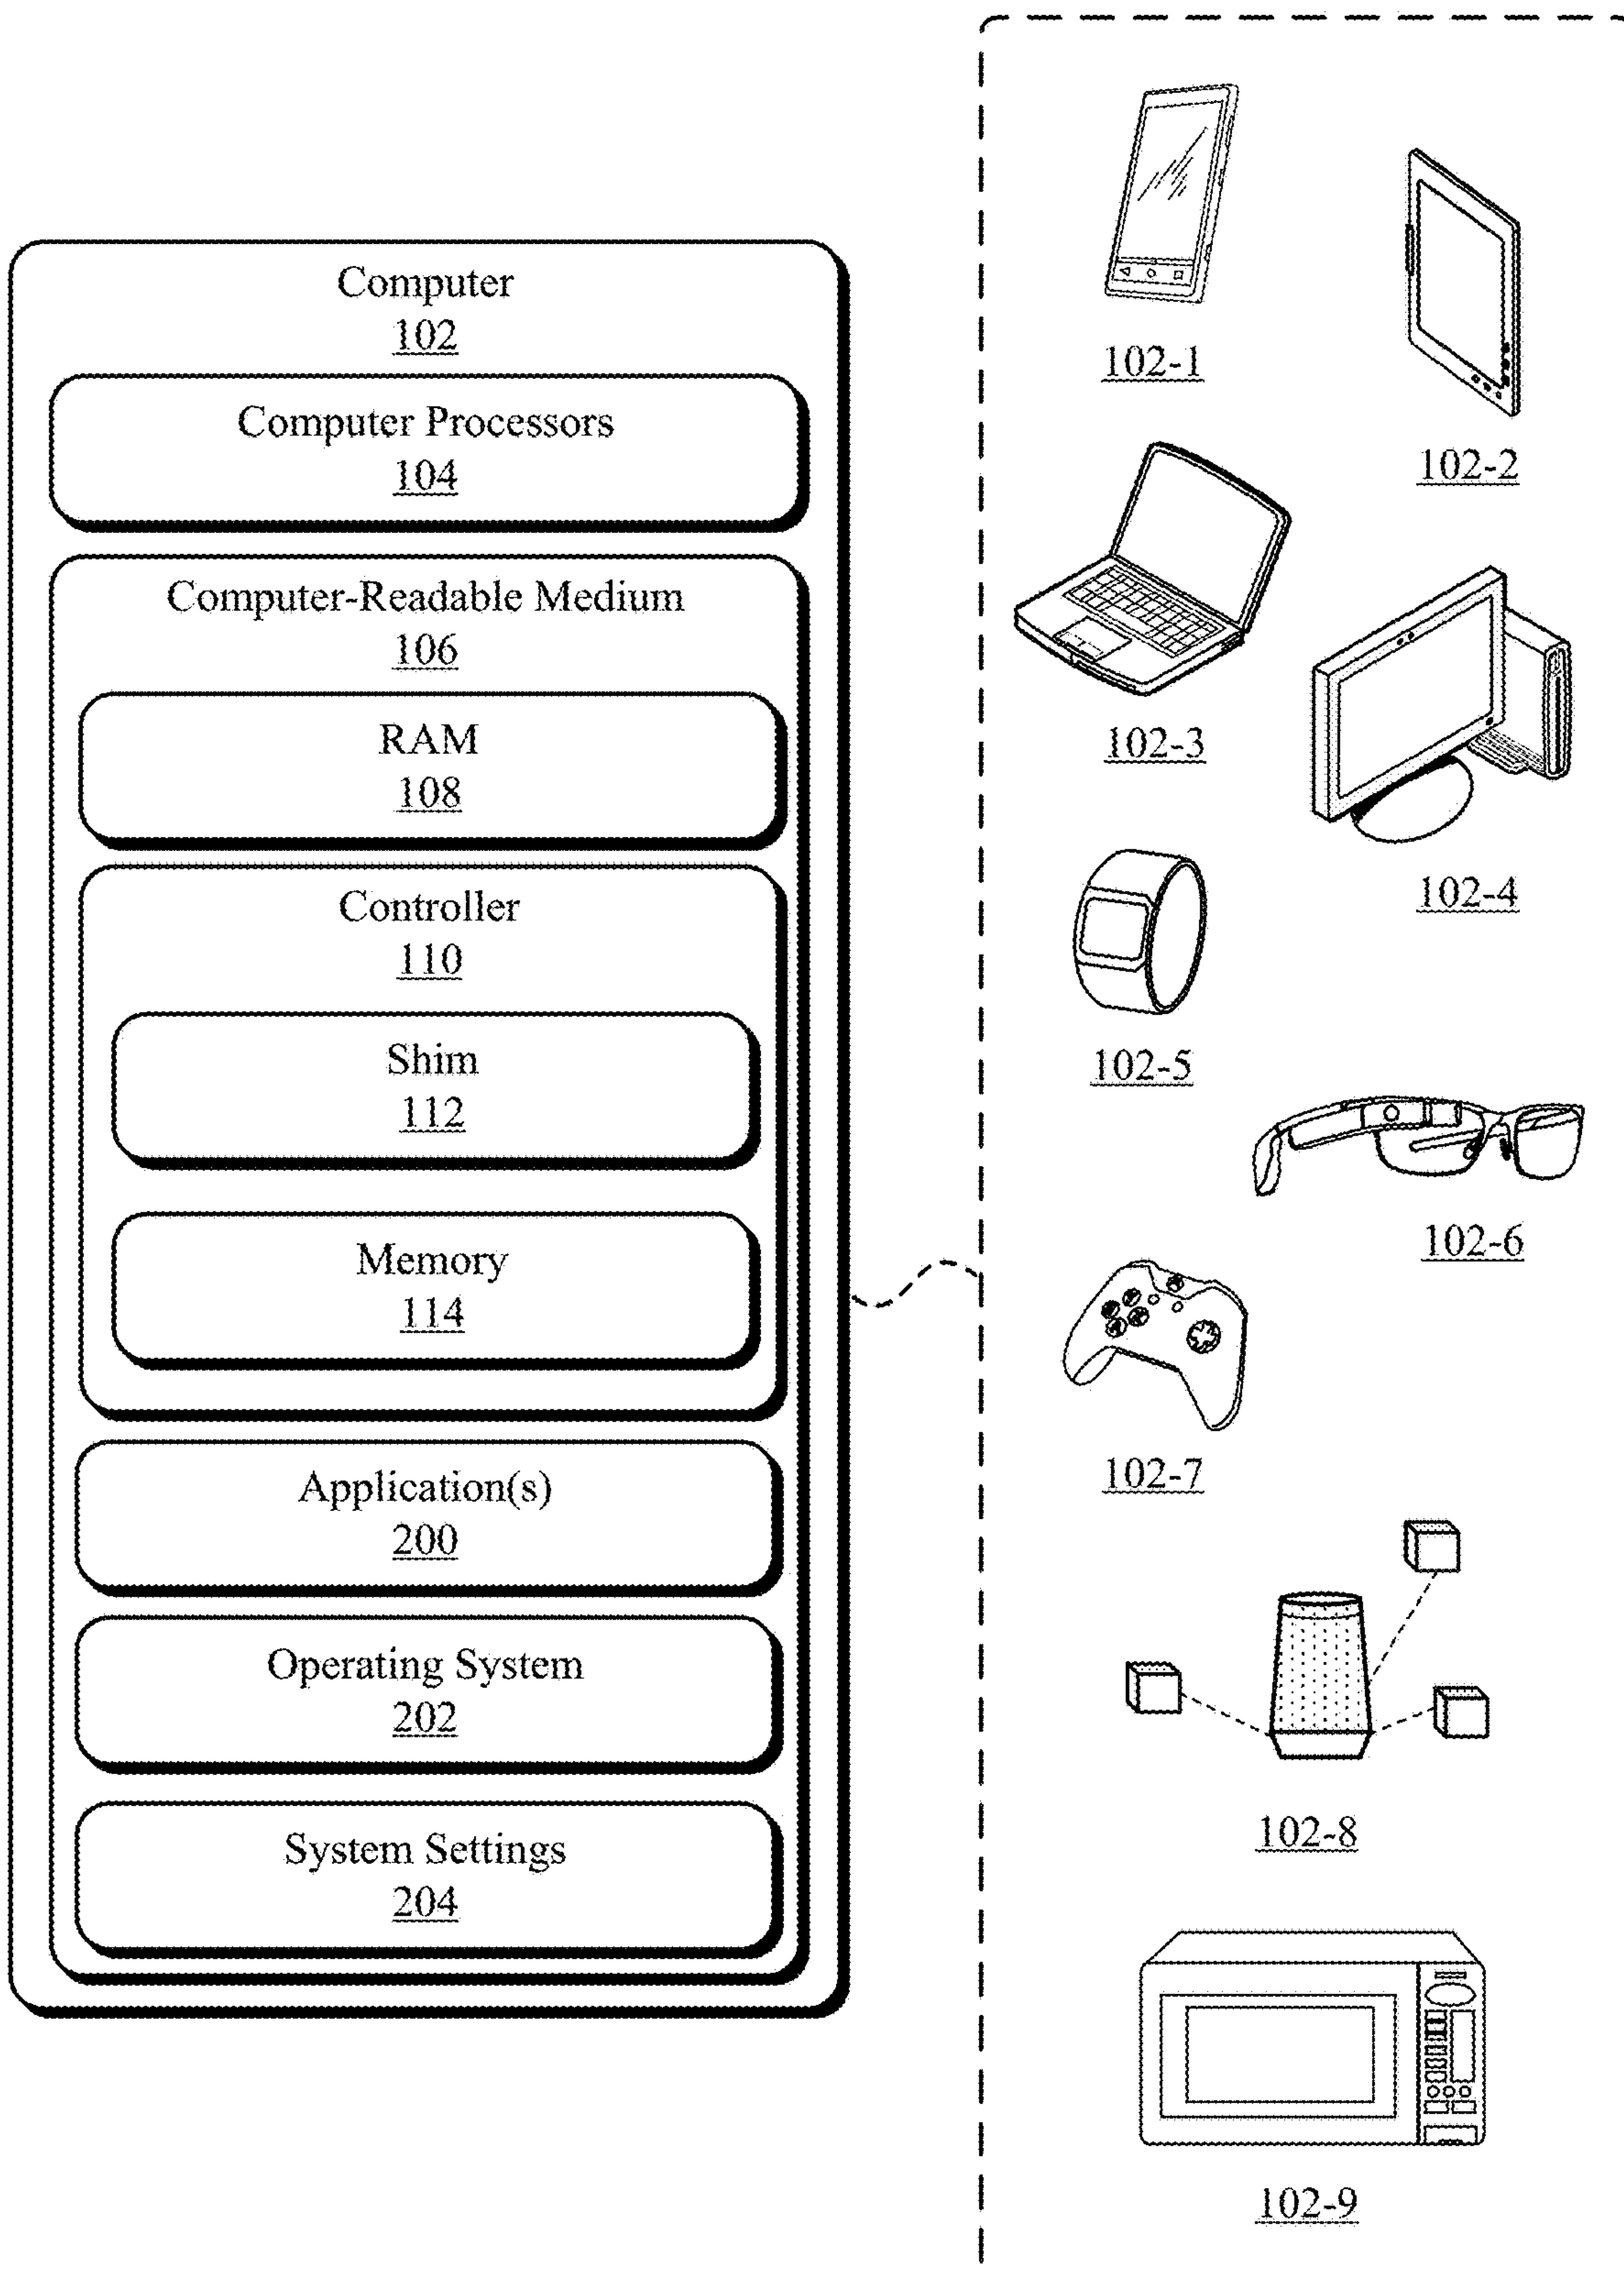 Computer
102
Computer Processors
104
Computer-Readable Medium
106
RAM
108
Controller
110
Shim
112
Memory
114
Application(s)
200
Operating System
202
System Settings
204
102-1
102-2
102-3
102-4
102-5
102-6
102-7
102-8
102-9